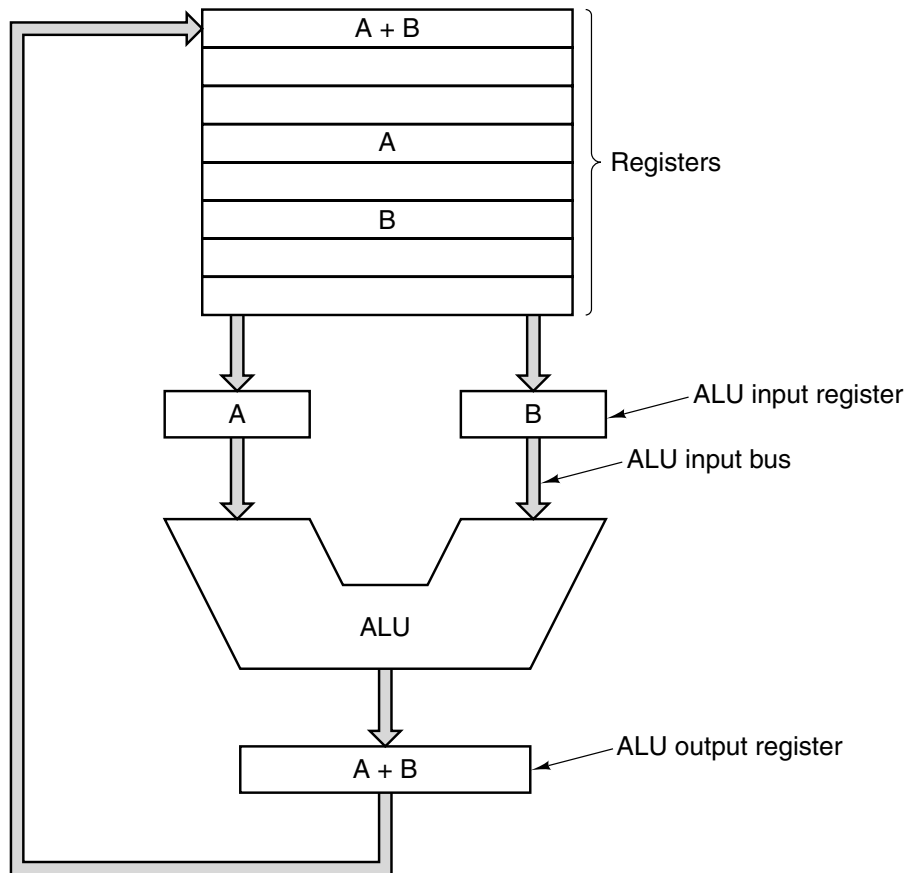 A + B
A
Registers
B
A
B
ALU input register
ALU input bus
ALU
ALU output register
A + B